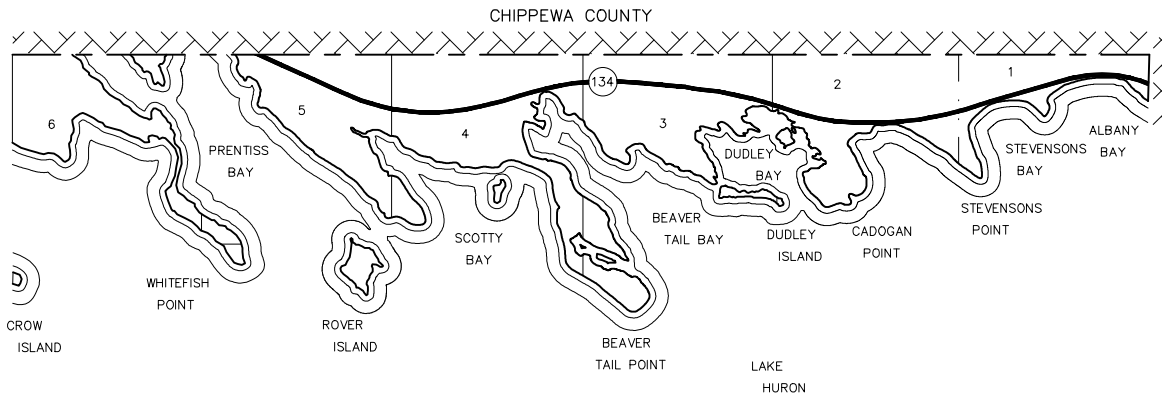 CHIPPEWA COUNTY
1
134
2
5
6
3
4
ALBANY
BAY
STEVENSONS
BAY
PRENTISS
BAY
DUDLEY
BAY
STEVENSONS
POINT
BEAVER
TAIL BAY
DUDLEY
ISLAND
CADOGAN
POINT
SCOTTY
BAY
WHITEFISH
POINT
CROW
ISLAND
ROVER
ISLAND
BEAVER
TAIL POINT
LAKE
HURON